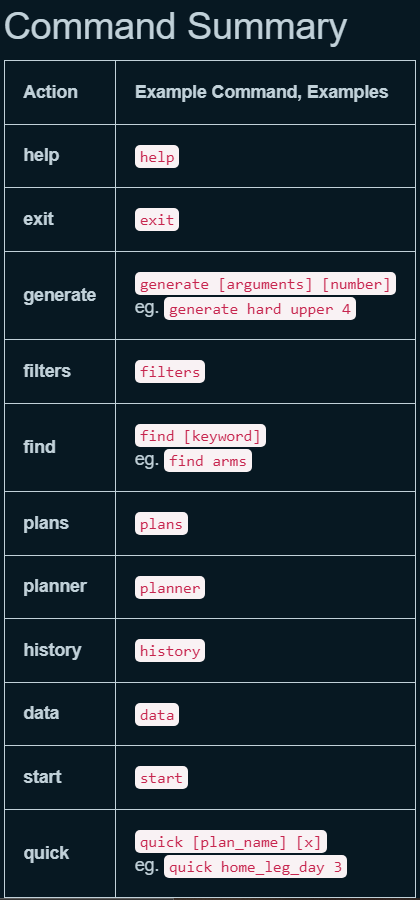 Command Summary
Action Example Command, Examples
help help
exit exit
generate generate [arguments] [number]
eg. generate hard upper 4
filters filters
find find [keyword]
eg. find arms
plans plans
planner planner
history history
data data
start start
quick quick [plan_name] [x]
eg. quick home_leg_day 3